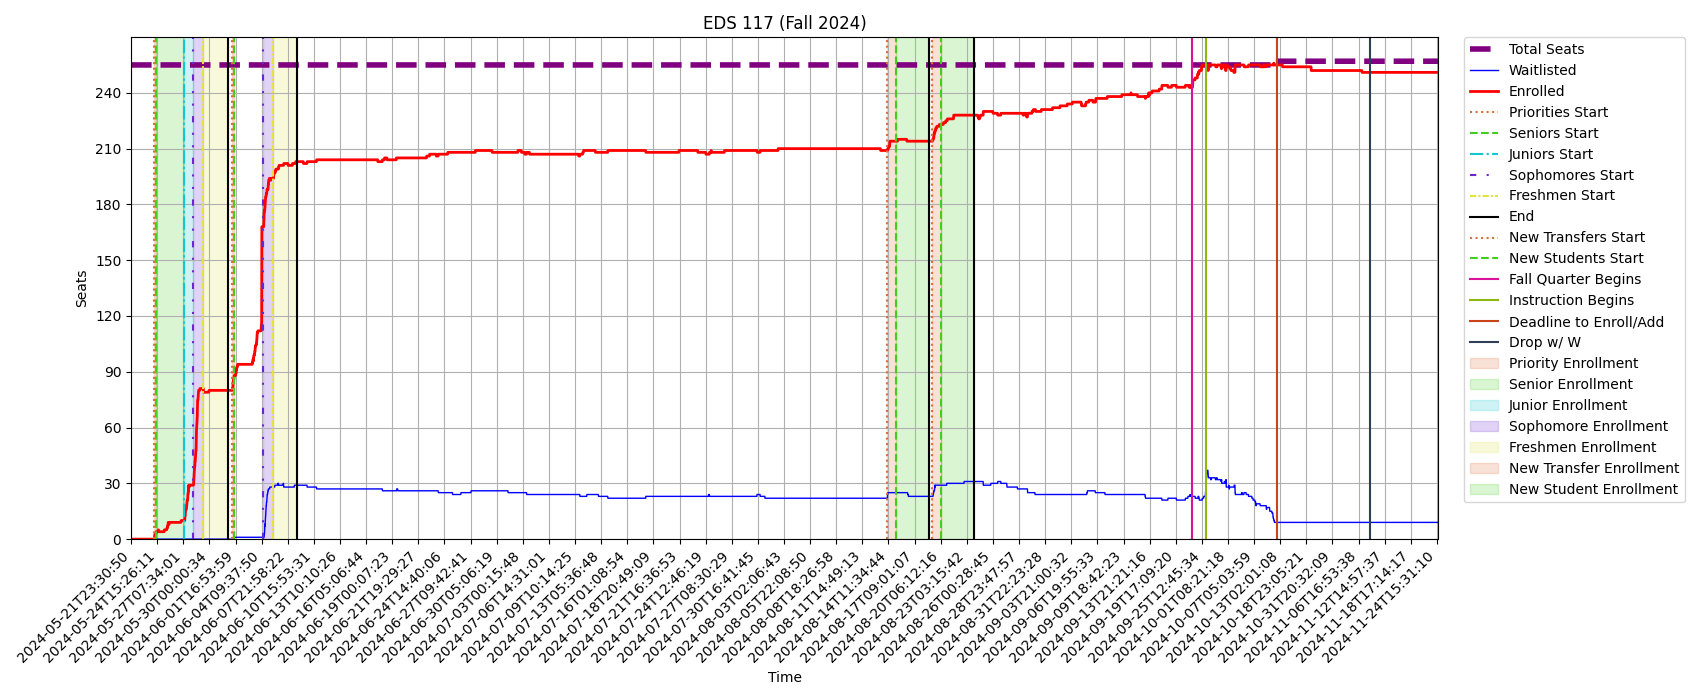 EDS 117 (Fall 2024)
Seats
240
210
180
150
120
90
60
30
0
2024-05-21T23:30:50
2024-05-24T15:26:11
2024-05-27T07:34:01
2024-05-30T00:00:34
2024-06-01T16:53:59
2024-06-04T09:37:50
2024-06-07T21:58:22
2024-06-10T15:53:31
2024-06-13T10:10:26
2024-06-16T05:06:44
2024-06-19T00:07:23
2024-06-21T19:29:27
2024-06-24T14:40:06
2024-06-27T09:42:41
2024-06-30T05:06:19
2024-07-03T00:15:48
2024-07-06T14:31:01
2024-07-09T10:14:25
2024-07-13T05:36:48
2024-07-16T01:08:54
2024-07-18T20:49:09
2024-07-21T16:36:53
2024-07-24T12:46:19
2024-07-27T08:30:29
2024-07-30T16:41:45
2024-08-03T02:06:43
2024-08-05T22:08:50
2024-08-08T18:26:58
2024-08-11T14:49:13
2024-08-14T11:34:44
2024-08-17T09:01:07
2024-08-20T06:12:16
2024-08-23T03:15:42
2024-08-26T00:28:45
2024-08-28T23:47:57
2024-08-31T22:23:28
2024-09-03T21:00:32
2024-09-06T19:55:33
2024-09-09T18:42:23
2024-09-13T21:21:16
2024-09-19T17:09:20
2024-09-25T12:45:34
2024-10-01T08:21:18
2024-10-07T05:03:59
2024-10-13T02:01:08
2024-10-18T23:05:21
2024-10-31T20:32:09
2024-11-06T16:53:38
2024-11-12T14:57:37
2024-11-18T17:14:17
2024-11-24T15:31:10
Time
Total Seats
Waitlisted
Enrolled
Priorities Start
Seniors Start
Juniors Start
Sophomores Start
Freshmen Start
End
New Transfers Start
New Students Start
Fall Quarter Begins
Instruction Begins
Deadline to Enroll/Add
Drop w/ W
Priority Enrollment
Senior Enrollment
Junior Enrollment
Sophomore Enrollment
Freshmen Enrollment
New Transfer Enrollment
New Student Enrollment